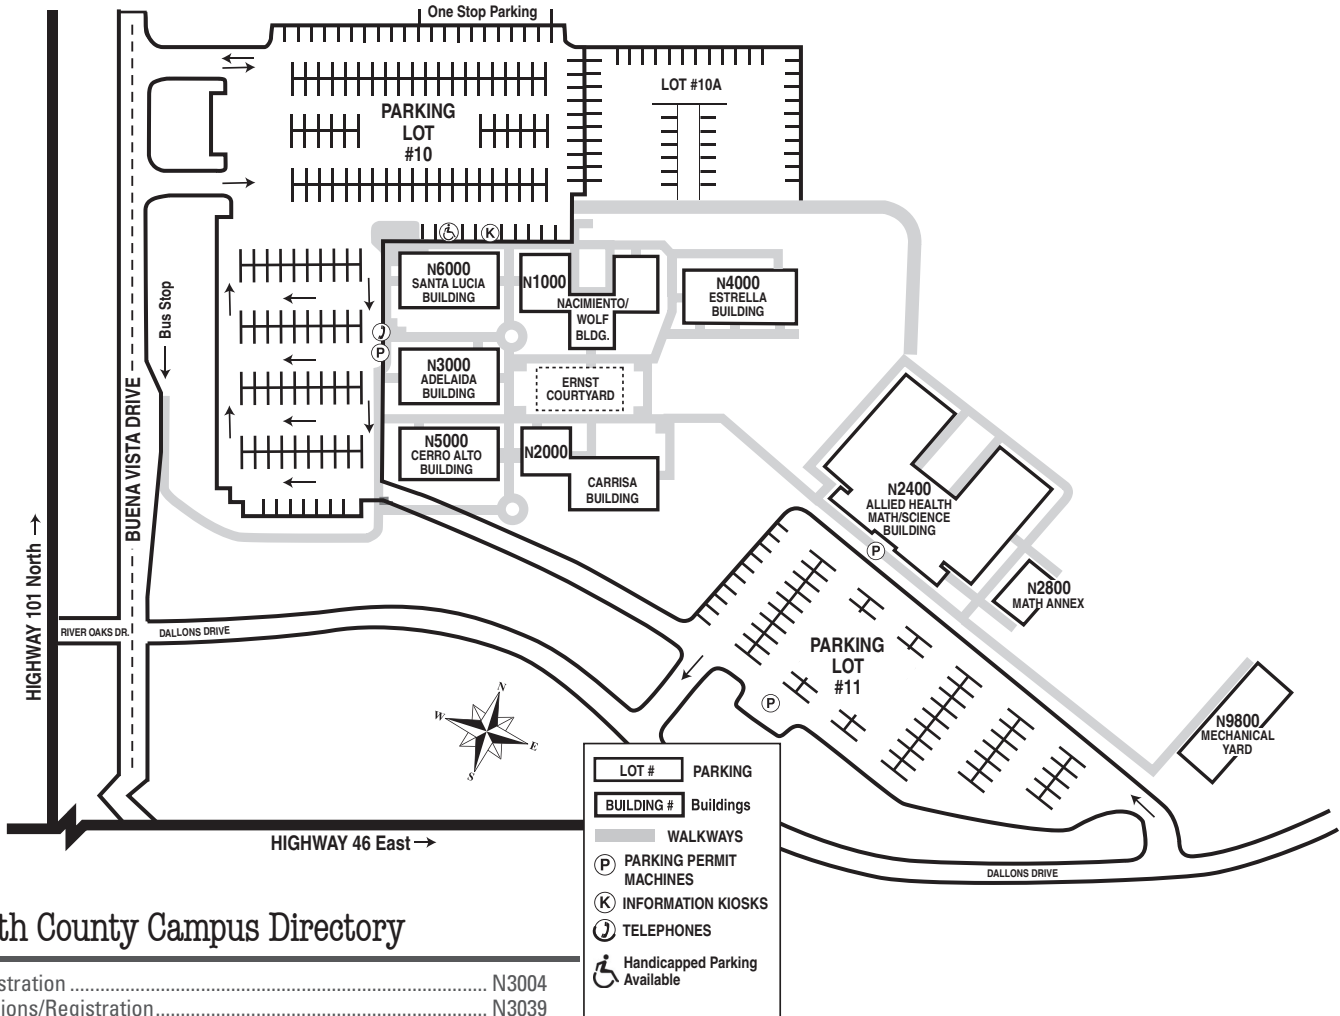 One Stop Parking
LOT #10A
PARKING
LOT
#10
K
N6000
SANTA LUCIA
BUILDING
N1000
NACIMIENTO/
WOLF
BLDG.
N4000
ESTRELLA
BUILDING
Bus Stop
P
N3000
ADELAIDA
BUILDING
ERNST
COURTYARD
BUENA VISTA DRIVE
N5000
CERRO ALTO
BUILDING
N2000
CARRISA
BUILDING
N2400
ALLIED HEALTH
MATH/SCIENCE
BUILDING
P
HIGHWAY 101 North
N2800
MATH ANNEX
RIVER OAKS DR.
DALLONS DRIVE
PARKING
LOT
#11
P
N
W
E
S
N9800
MECHANICAL
YARD
LOT #
PARKING
BUILDING #
Buildings
WALKWAYS
P
PARKING PERMIT
MACHINES
K
INFORMATION KIOSKS
TELEPHONES
Handicapped Parking
Available
HIGHWAY 46 East
DALLONS DRIVE
th County Campus Directory
stration ........ N3004
ions/Registration ........ N3039